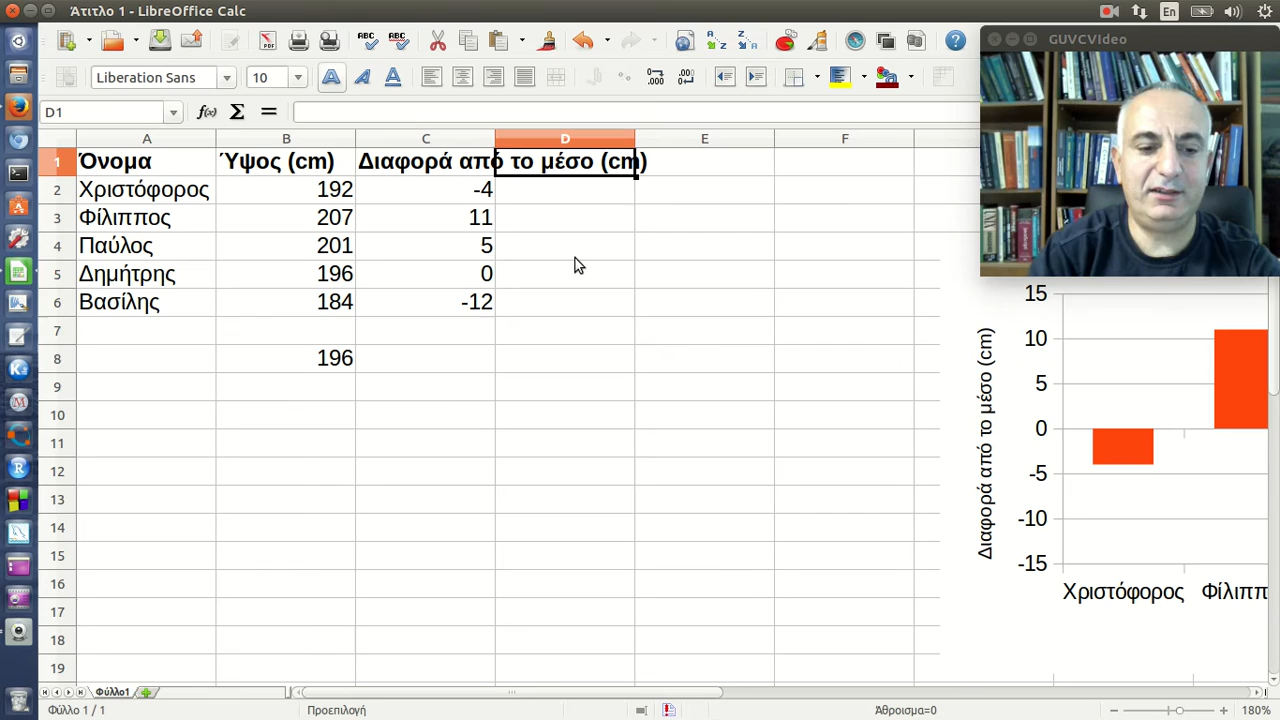 Άτιτλο 1 - LibreOffice Calc
En
GUVCVIdeo
Liberation Sans
10
D1
A B C D E F
1 Όνομα Ύψος (cm) Διαφορά από το μέσο (cm)
2 Χριστόφορος 192 -4
3 Φίλιππος 207 11
4 Παύλος 201 5
5 Δημήτρης 196 0
6 Βασίλης 184 -12
7
8 196
9
10
11
12
13
14
15
16
17
18
19
15
10
5
0
-5
-10
-15
Διαφορά από το μέσο (cm)
Χριστόφορος Φίλιππ
Φύλλο1
Φύλλο 1 / 1 Προεπιλογή Άθροισμα=0 180%